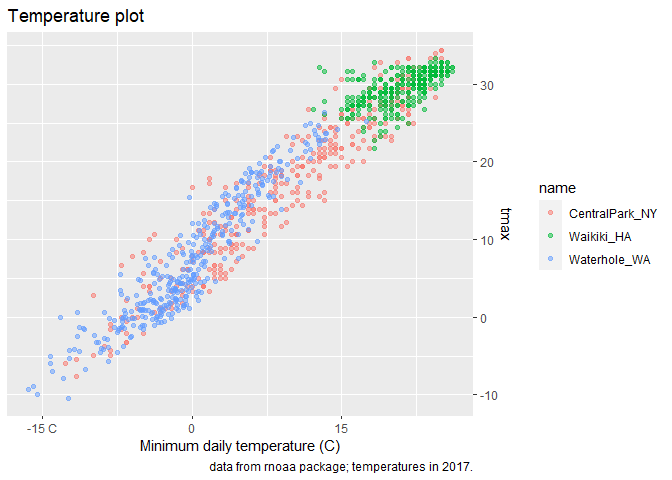 Temperature plot
30
20
10
0
-10
tmax
-15 C
0
15
Minimum daily temperature (C)
data from rnoaa package; temperatures in 2017.
name
CentralPark_NY
Waikiki_HA
Waterhole_WA